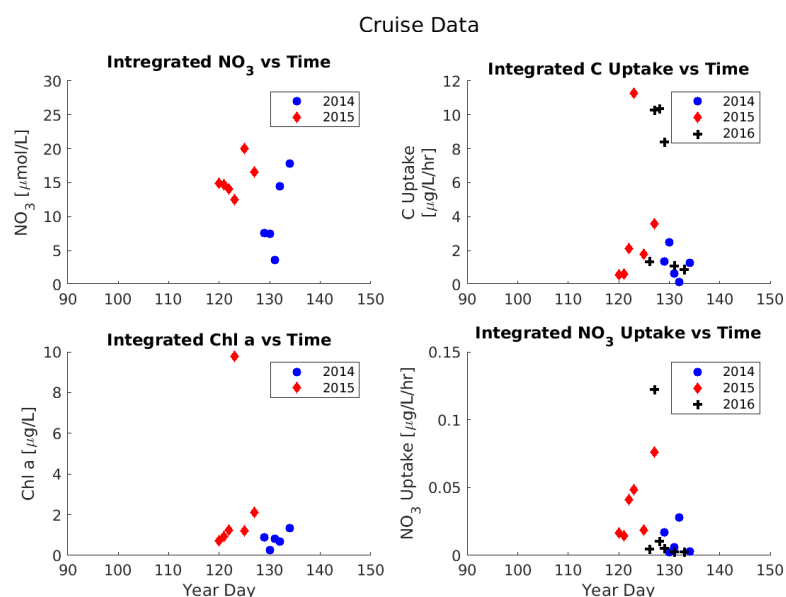 Cruise Data
Intregrated NO3 vs Time
30
25
20
15
10
5
0
NO3 [μmol/L]
90 100 110 120 130 140 150
2014
2015
Integrated C Uptake vs Time
12
10
8
6
4
2
0
C Uptake
[μg/L/hr]
90 100 110 120 130 140 150
2014
2015
2016
Integrated Chl a vs Time
10
8
6
4
2
0
Chl a [μg/L]
90 100 110 120 130 140 150
Year Day
2014
2015
Integrated NO3 Uptake vs Time
0.15
0.1
0.05
0
NO3 Uptake [μg/L/hr]
90 100 110 120 130 140 150
Year Day
2014
2015
2016